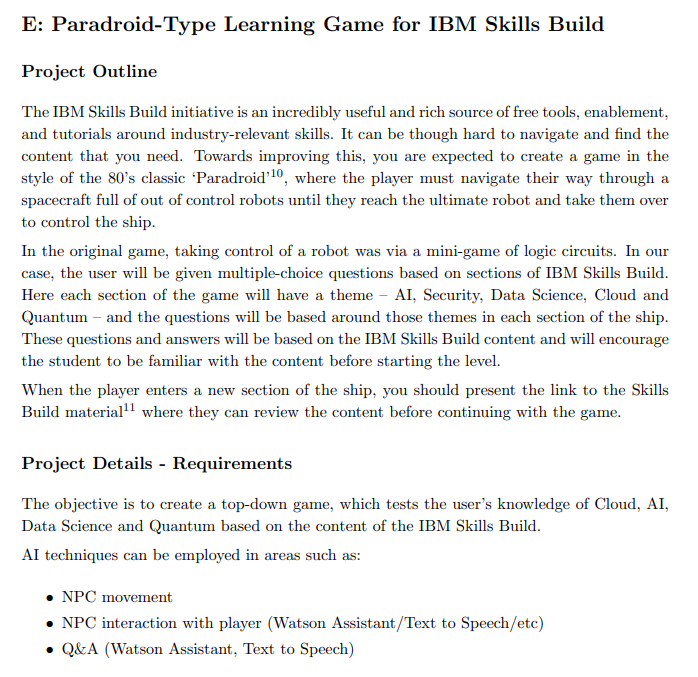 E: Paradroid-Type Learning Game for IBM Skills Build
Project Outline
The IBM Skills Build initiative is an incredibly useful and rich source of free tools, enablement,
and tutorials around industry-relevant skills. It can be though hard to navigate and find the
content that you need. Towards improving this, you are expected to create a game in the
style of the 80's classic ‘Paradroid’¹⁰, where the player must navigate their way through a
spacecraft full of out of control robots until they reach the ultimate robot and take them over
to control the ship.
In the original game, taking control of a robot was via a mini-game of logic circuits. In our
case, the user will be given multiple-choice questions based on sections of IBM Skills Build.
Here each section of the game will have a theme – AI, Security, Data Science, Cloud and
Quantum – and the questions will be based around those themes in each section of the ship.
These questions and answers will be based on the IBM Skills Build content and will encourage
the student to be familiar with the content before starting the level.
When the player enters a new section of the ship, you should present the link to the Skills
Build material¹¹ where they can review the content before continuing with the game.
Project Details - Requirements
The objective is to create a top-down game, which tests the user's knowledge of Cloud, AI,
Data Science and Quantum based on the content of the IBM Skills Build.
AI techniques can be employed in areas such as:
• NPC movement
• NPC interaction with player (Watson Assistant/Text to Speech/etc)
• Q&A (Watson Assistant, Text to Speech)